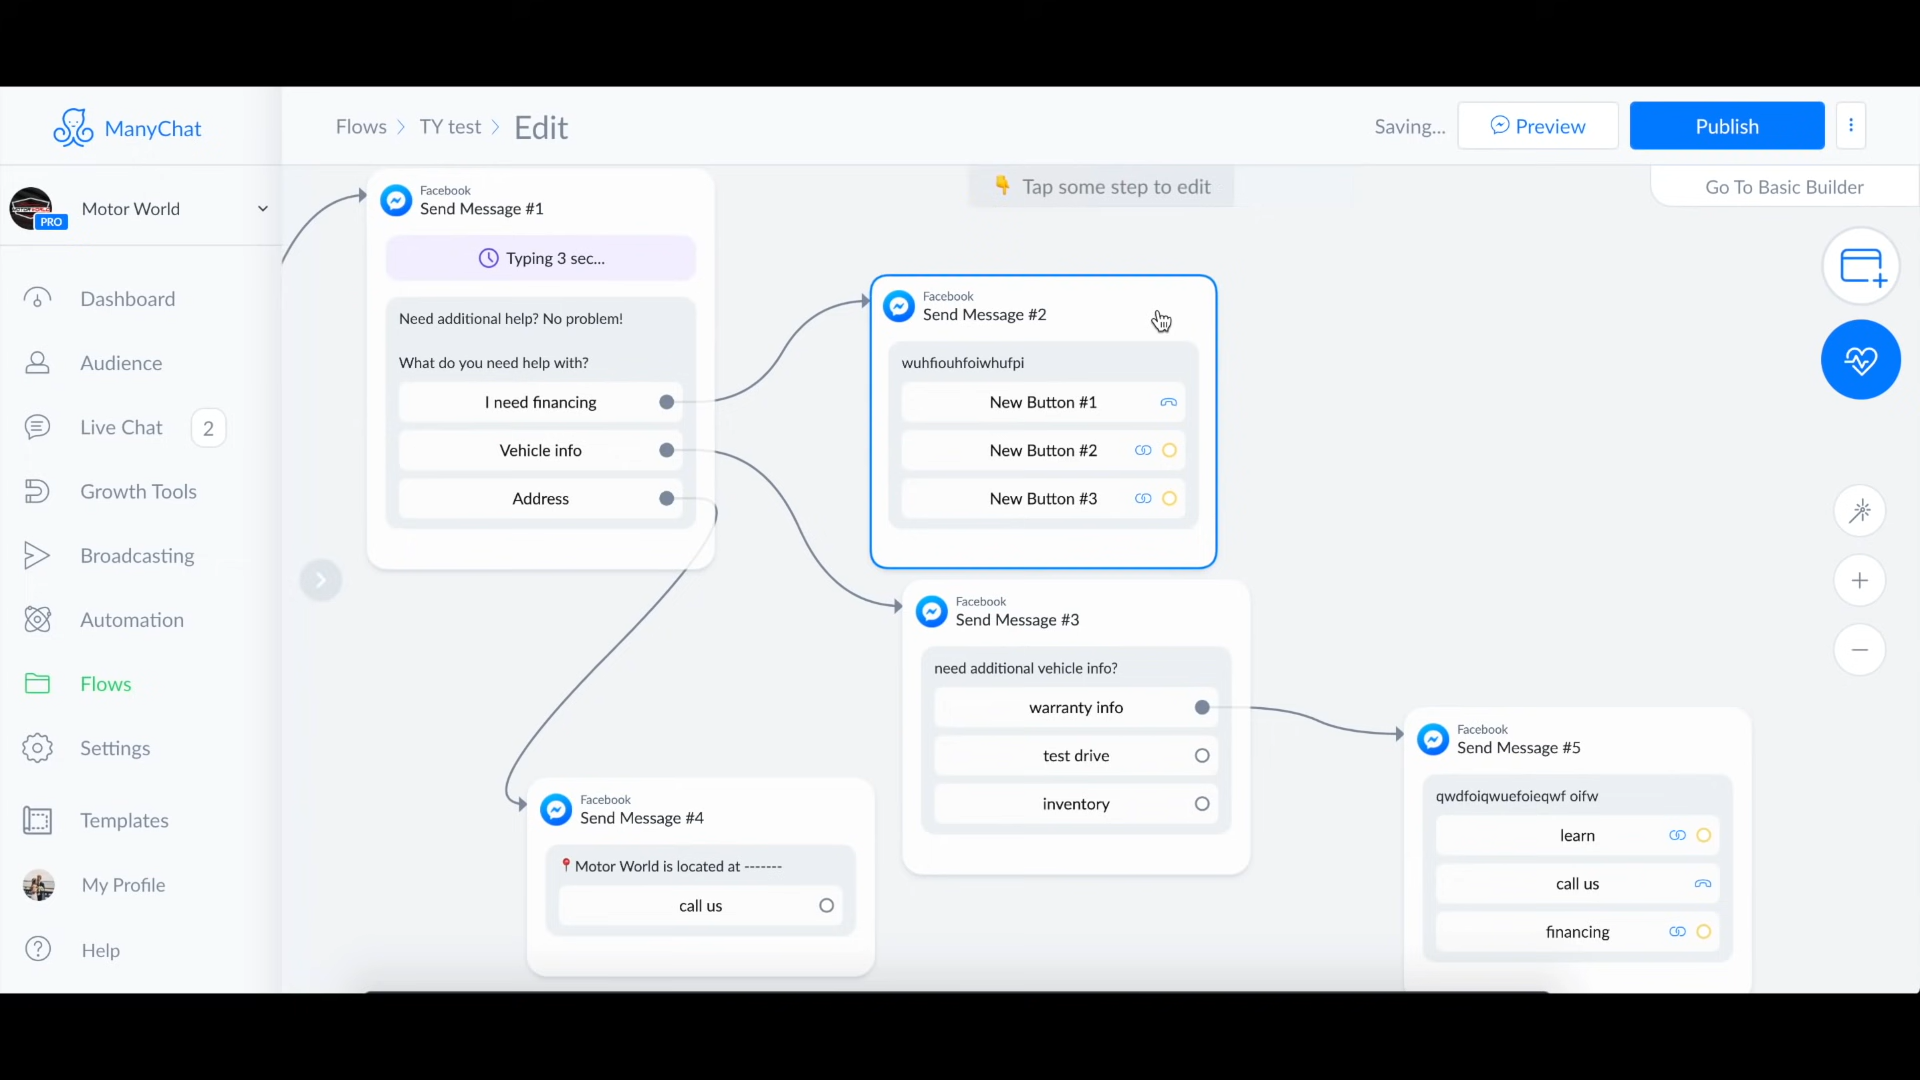 ManyChat
Flows
TY test
Edit
Saving...
Preview
Publish
Motor World
PRO
👇 Tap some step to edit
Go To Basic Builder
Dashboard
Audience
Live Chat
2
Growth Tools
Broadcasting
Automation
Flows
Settings
Templates
My Profile
Help
Facebook
Send Message #1
Typing 3 sec...
Need additional help? No problem!
What do you need help with?
I need financing
Vehicle info
Address
Facebook
Send Message #2
wuhfiouhfoiwhufpi
New Button #1
New Button #2
New Button #3
Facebook
Send Message #3
need additional vehicle info?
warranty info
test drive
inventory
Facebook
Send Message #4
📍Motor World is located at -------
call us
Facebook
Send Message #5
qwdfoiqwuefoieqwf oifw
learn
call us
financing